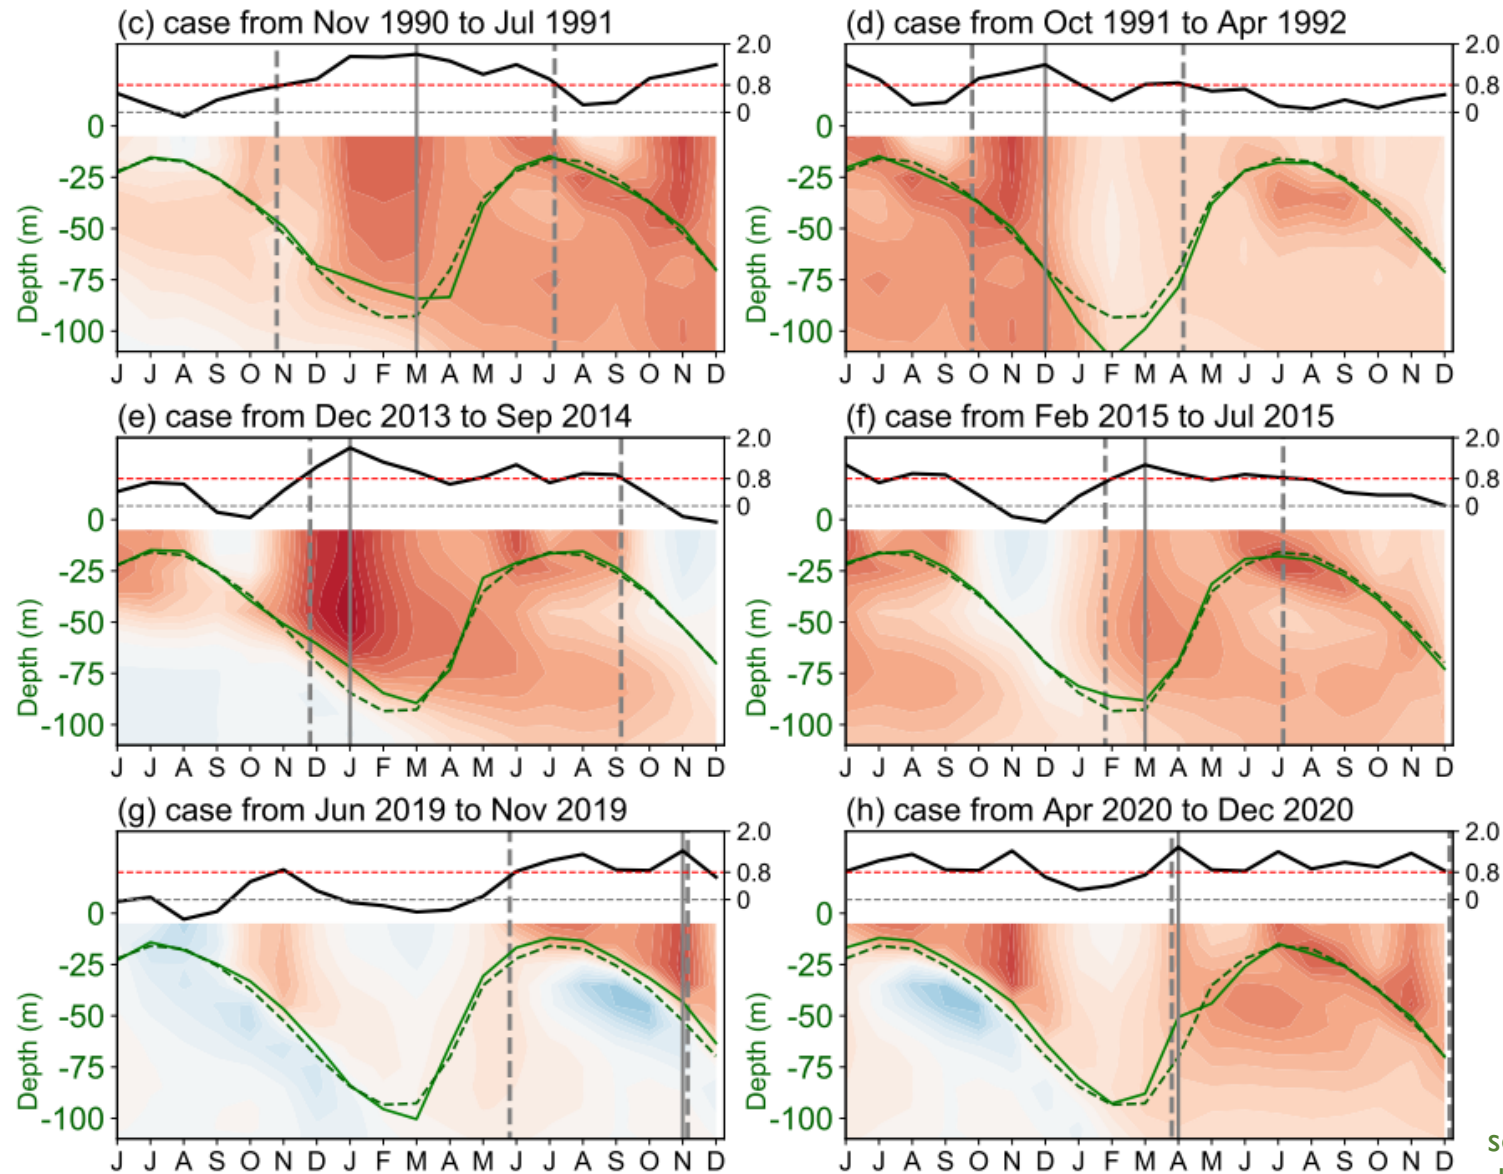 (c) case from Nov 1990 to Jul 1991
2.0
0.8
0
0
-25
-50
-75
-100
Depth (m)
J J A S O N D J F M A M J J A S O N D
(d) case from Oct 1991 to Apr 1992
2.0
0.8
0
0
-25
-50
-75
-100
Depth (m)
J J A S O N D J F M A M J J A S O N D
(e) case from Dec 2013 to Sep 2014
2.0
0.8
0
0
-25
-50
-75
-100
Depth (m)
J J A S O N D J F M A M J J A S O N D
(f) case from Feb 2015 to Jul 2015
2.0
0.8
0
0
-25
-50
-75
-100
Depth (m)
J J A S O N D J F M A M J J A S O N D
(g) case from Jun 2019 to Nov 2019
2.0
0.8
0
0
-25
-50
-75
-100
Depth (m)
J J A S O N D J F M A M J J A S O N D
(h) case from Apr 2020 to Dec 2020
2.0
0.8
0
0
-25
-50
-75
-100
Depth (m)
J J A S O N D J F M A M J J A S O N D